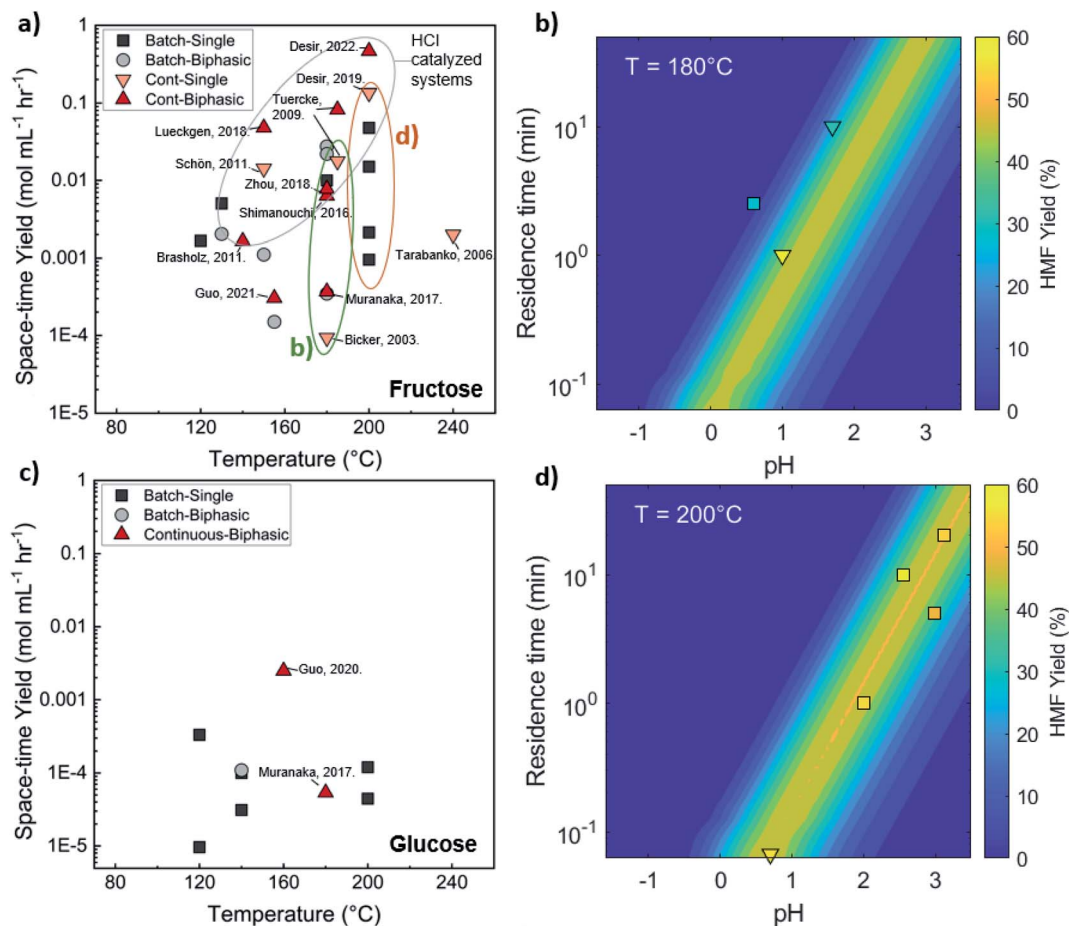 a)
Space-time Yield (mol mL⁻¹ hr⁻¹)
1
0.1
0.01
0.001
1E-4
1E-5
Batch-Single
Batch-Biphasic
Cont-Single
Cont-Biphasic
Desir, 2022.
HCl
catalyzed
systems
Desir, 2019.
Tuercke,
2009.
Lueckgen, 2018.
d)
Schön, 2011.
Zhou, 2018.
Shimanouchi, 2016.
Brasholz, 2011.
Tarabanko, 2006.
Guo, 2021.
Muranaka, 2017.
b)
Bicker, 2003.
Fructose
80 120 160 200 240
Temperature (°C)
b)
T = 180°C
Residence time (min)
10¹
10⁰
10⁻¹
-1 0 1 2 3
pH
60
50
40
30
20
10
0
HMF Yield (%)
c)
Space-time Yield (mol mL⁻¹ hr⁻¹)
1
0.1
0.01
0.001
1E-4
1E-5
Batch-Single
Batch-Biphasic
Continuous-Biphasic
Guo, 2020.
Muranaka, 2017.
Glucose
80 120 160 200 240
Temperature (°C)
d)
T = 200°C
Residence time (min)
10¹
10⁰
10⁻¹
-1 0 1 2 3
pH
60
50
40
30
20
10
0
HMF Yield (%)